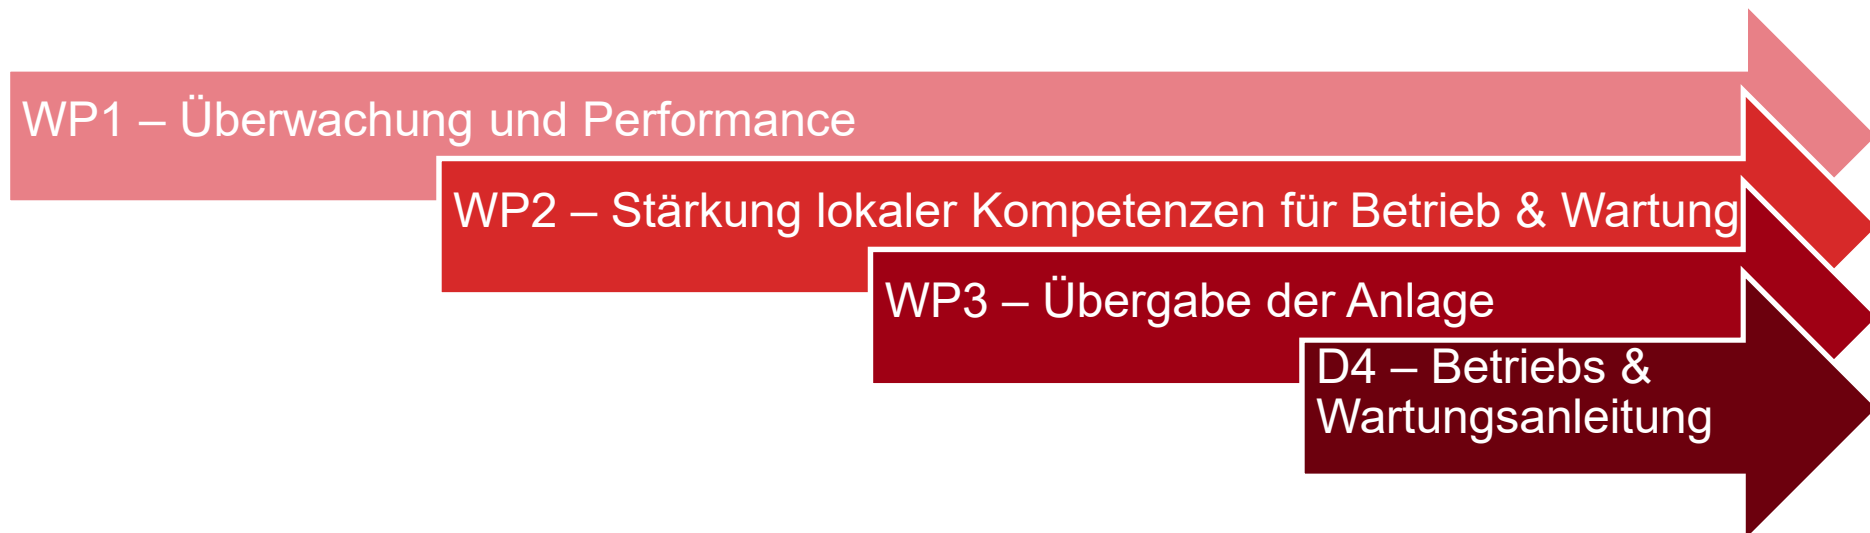 WP1 – Überwachung und Performance
WP2 – Stärkung lokaler Kompetenzen für Betrieb & Wartung
WP3 – Übergabe der Anlage
D4 – Betriebs &
Wartungsanleitung